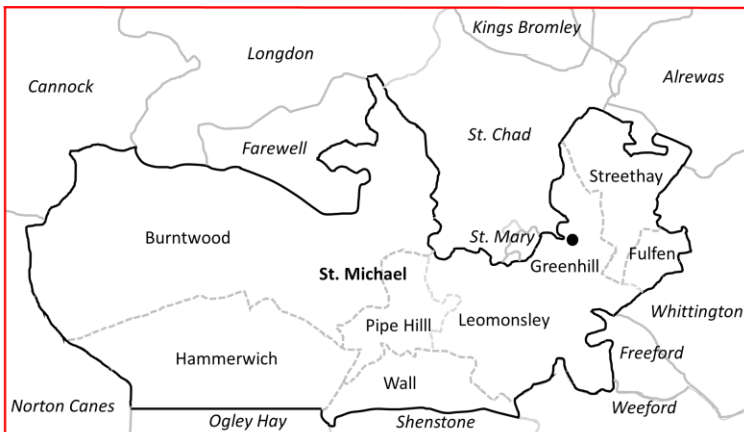 Kings Bromley
Longdon
Alrewas
Cannock
St. Chad
Farewell
Streethay
Burntwood
St. Mary
Fulfen
Greenhill
St. Michael
Whittington
Pipe Hilll
Leomonsley
Freeford
Hammerwich
Wall
Norton Canes
Weeford
Ogley Hay
Shenstone